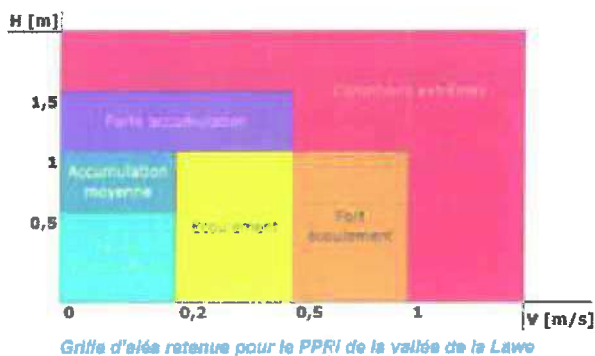 H [m]
Conditions extrêmes
1,5
Forte accumulation
1
Accumulation
moyenne
0,5
Ecoulement
Fort
écoulement
0
0,2
0,5
1
V [m/s]
Grille d'aléa retenue pour le PPRI de la vallée de la Lawe